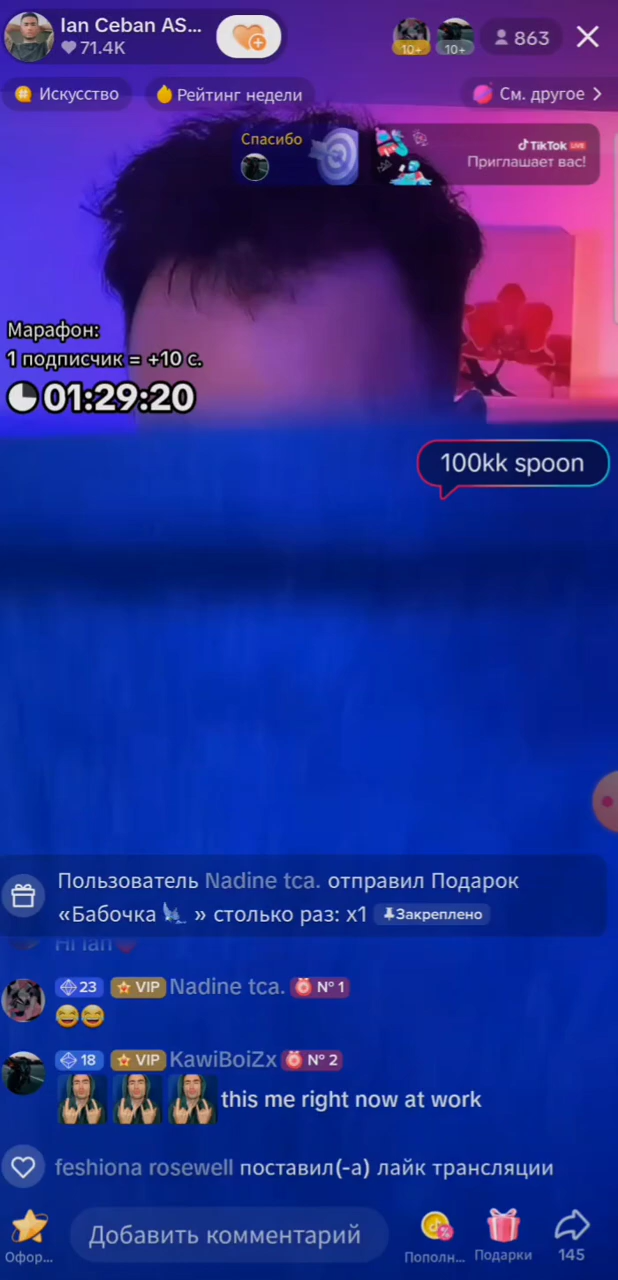 Ian Ceban AS...
71.4K
10+
10+
863
Искусство
Рейтинг недели
См. другое
Спасибо
TikTok LIVE
Приглашает вас!
Марафон:
1 подписчик = +10 с.
01:29:20
100kk spoon
Пользователь Nadine tca. отправил Подарок
«Бабочка » столько раз: x1 Закреплено
Hi Ian
23 VIP Nadine tca. № 1
18 VIP KawiBoiZx № 2
this me right now at work
feshiona rosewell поставил(-а) лайк трансляции
Добавить комментарий
Офор...
Пополн...
Подарки
145